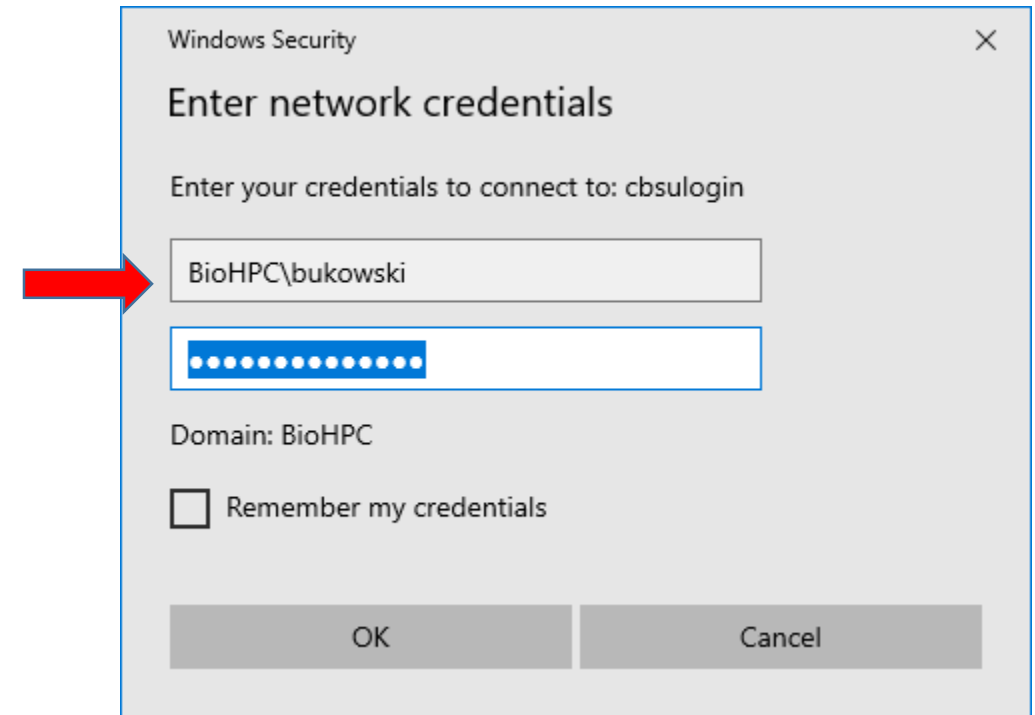 Windows Security
Enter network credentials
Enter your credentials to connect to: cbsulogin
BioHPC\bukowski
●●●●●●●●●●●●●●
Domain: BioHPC
Remember my credentials
OK
Cancel